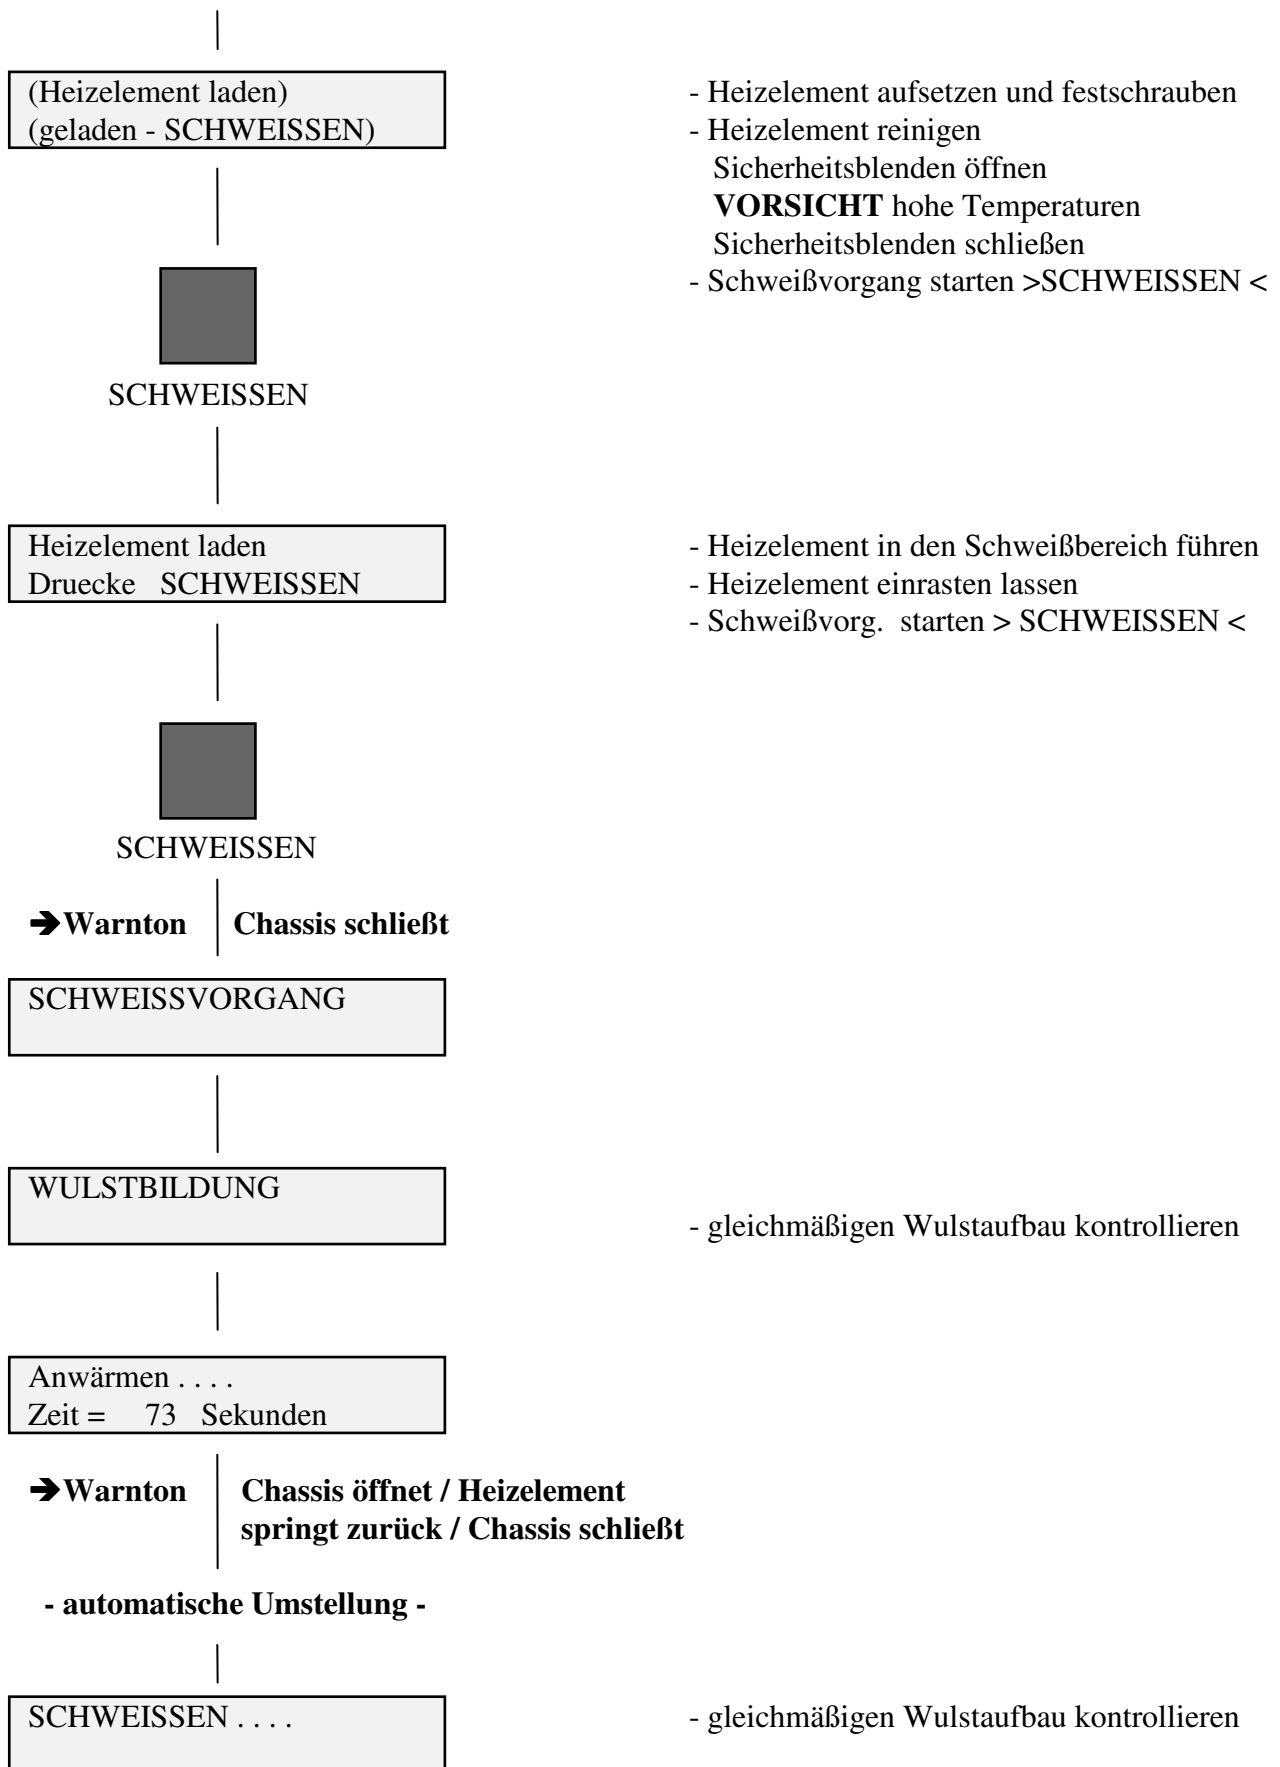 (Heizelement laden)
(geladen - SCHWEISSEN)
- Heizelement aufsetzen und festschrauben
- Heizelement reinigen
Sicherheitsblenden öffnen
VORSICHT hohe Temperaturen
Sicherheitsblenden schließen
- Schweißvorgang starten >SCHWEISSEN <
SCHWEISSEN
Heizelement laden
Druecke SCHWEISSEN
- Heizelement in den Schweißbereich führen
- Heizelement einrasten lassen
- Schweißvorg. starten > SCHWEISSEN <
SCHWEISSEN
➔Warnton Chassis schließt
SCHWEISSVORGANG
WULSTBILDUNG
- gleichmäßigen Wulstaufbau kontrollieren
Anwärmen . . . .
Zeit = 73 Sekunden
➔Warnton Chassis öffnet / Heizelement
springt zurück / Chassis schließt
- automatische Umstellung -
SCHWEISSEN . . . .
- gleichmäßigen Wulstaufbau kontrollieren